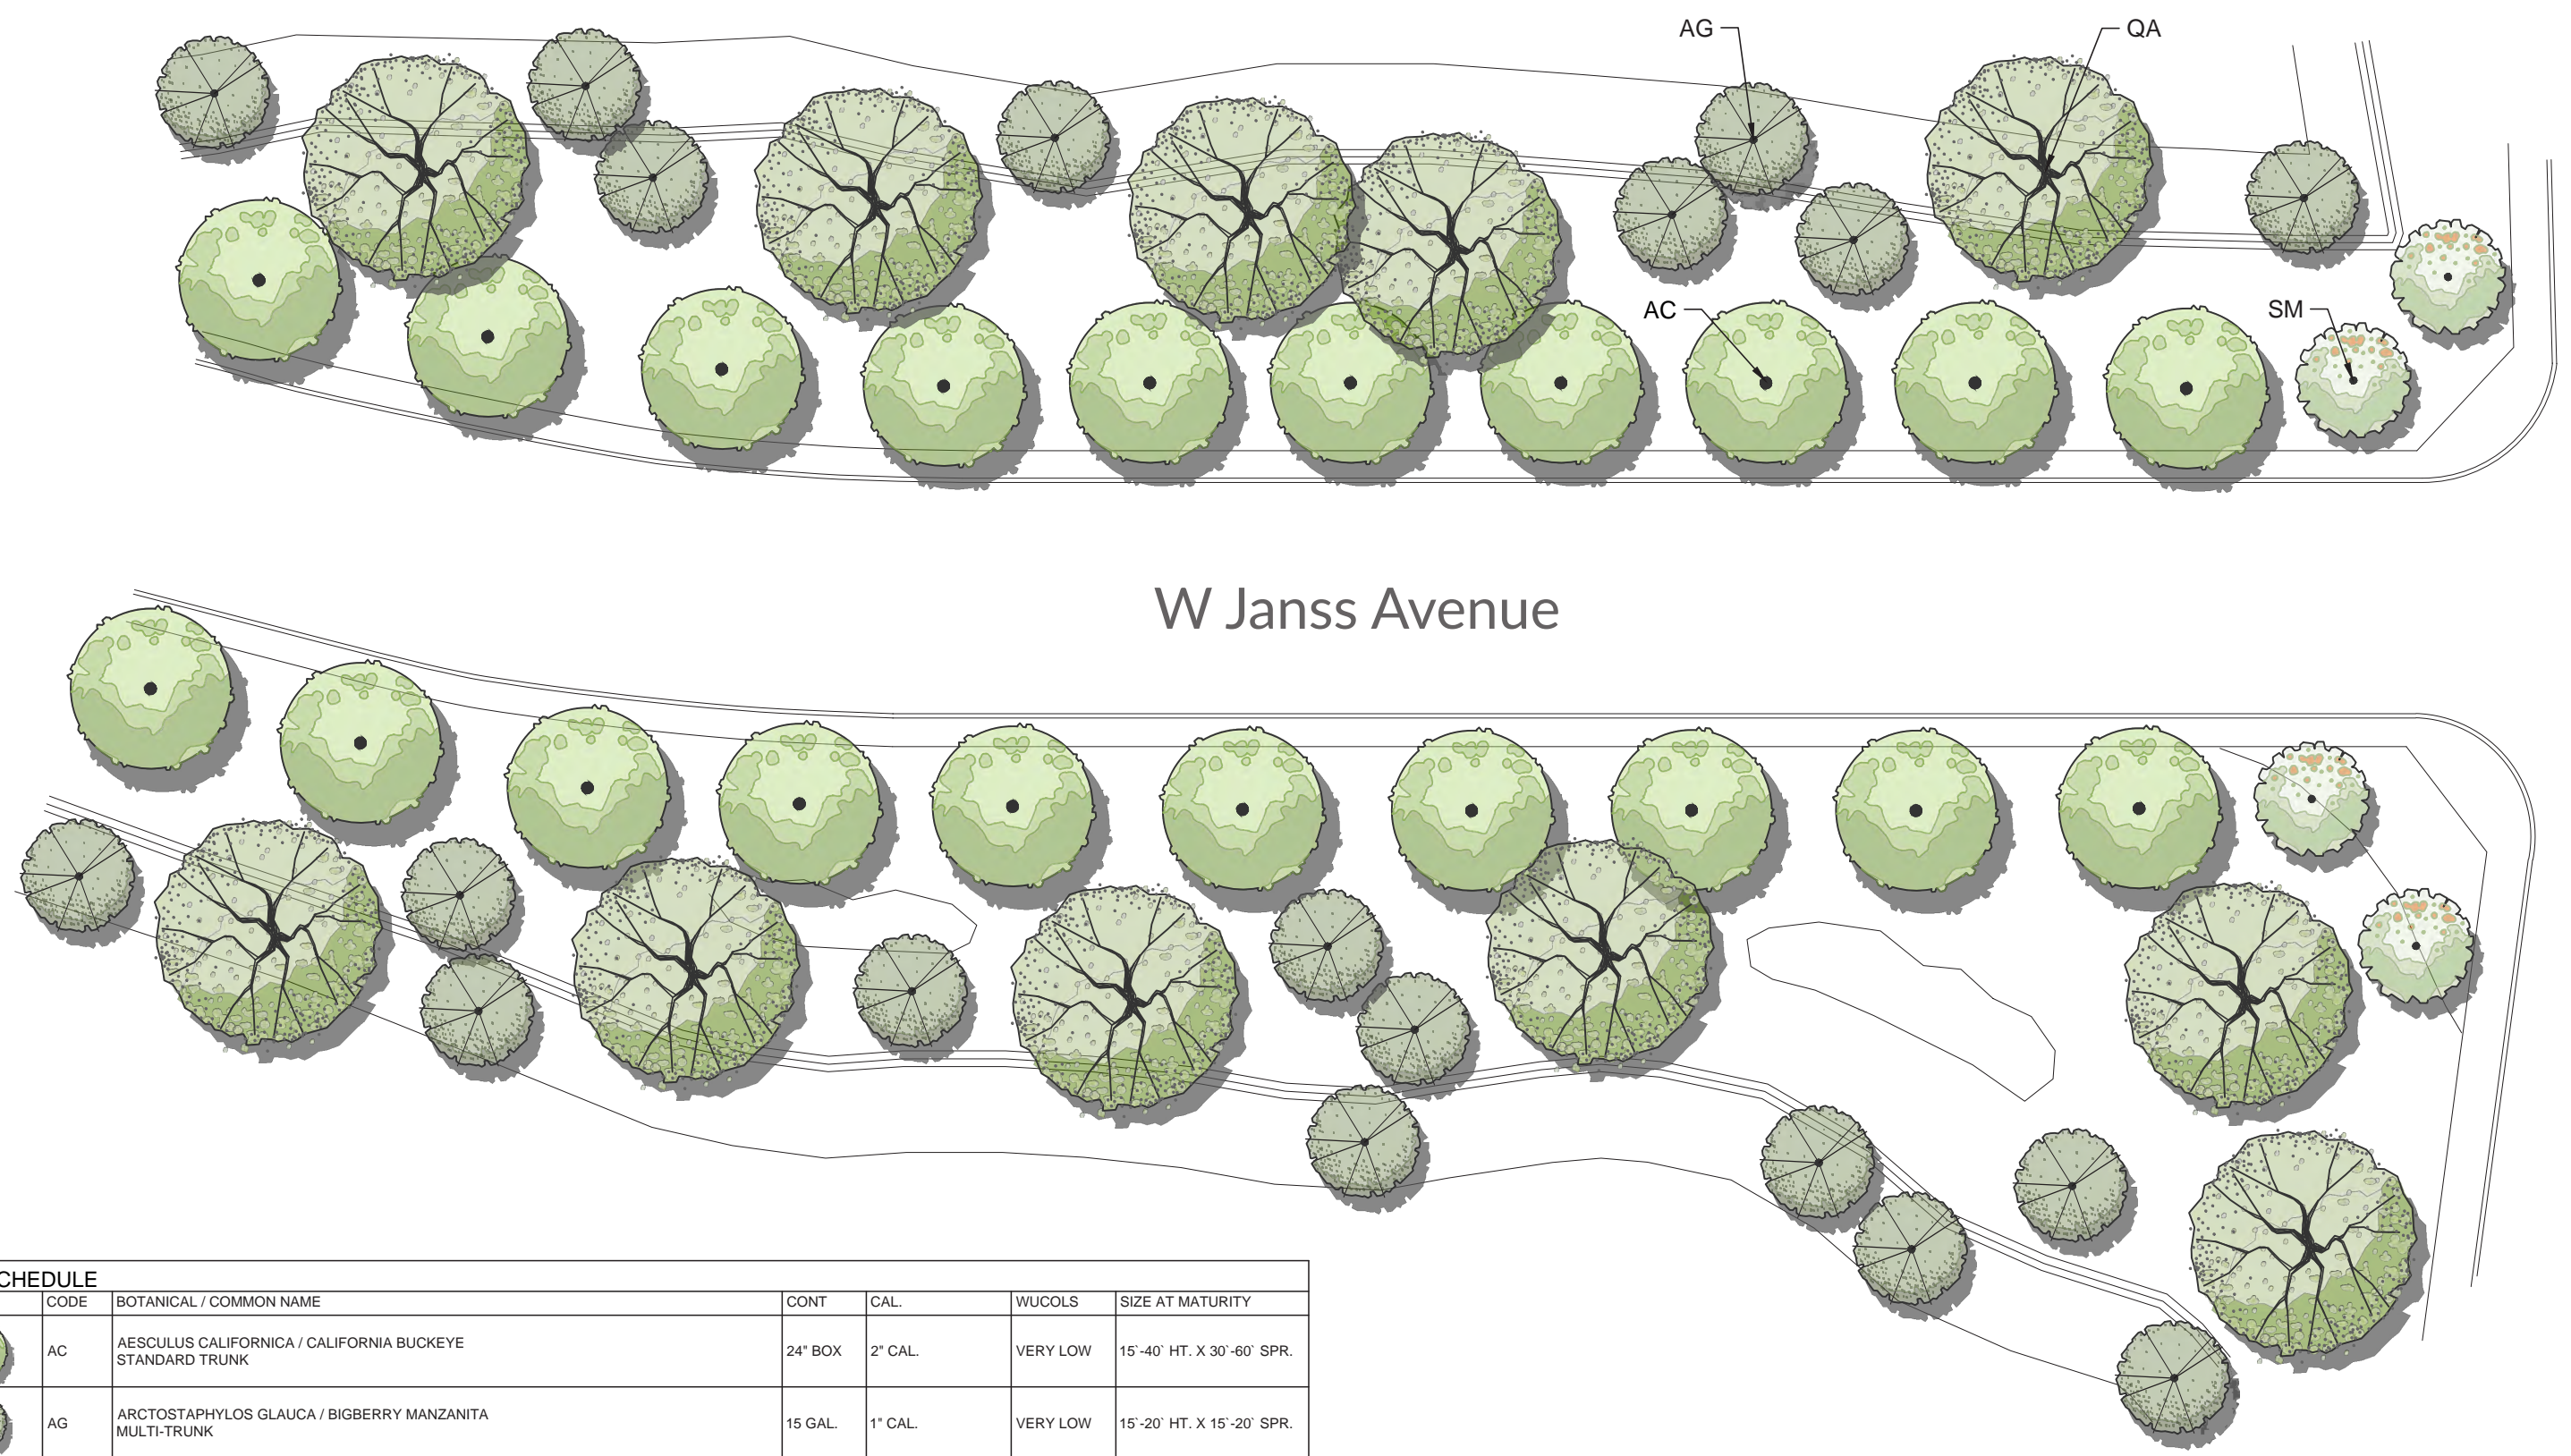 AG
QA
AC
SM
W Janss Avenue
CHEDULE
CODE BOTANICAL / COMMON NAME CONT CAL. WUCOLS SIZE AT MATURITY
AC AESCULUS CALIFORNICA / CALIFORNIA BUCKEYE
STANDARD TRUNK 24" BOX 2" CAL. VERY LOW 15`-40` HT. X 30`-60` SPR.
AG ARCTOSTAPHYLOS GLAUCA / BIGBERRY MANZANITA
MULTI-TRUNK 15 GAL. 1" CAL. VERY LOW 15`-20` HT. X 15`-20` SPR.